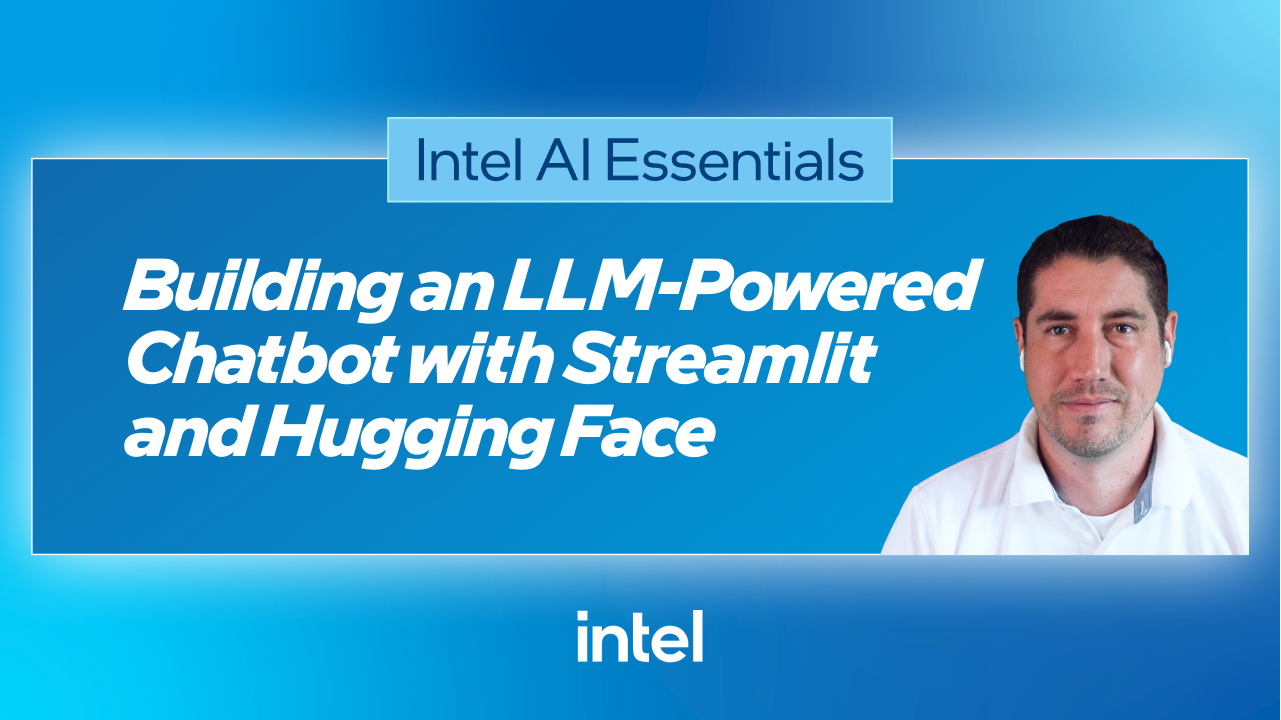 Intel AI Essentials
Building an LLM-Powered
Chatbot with Streamlit
and Hugging Face
intel